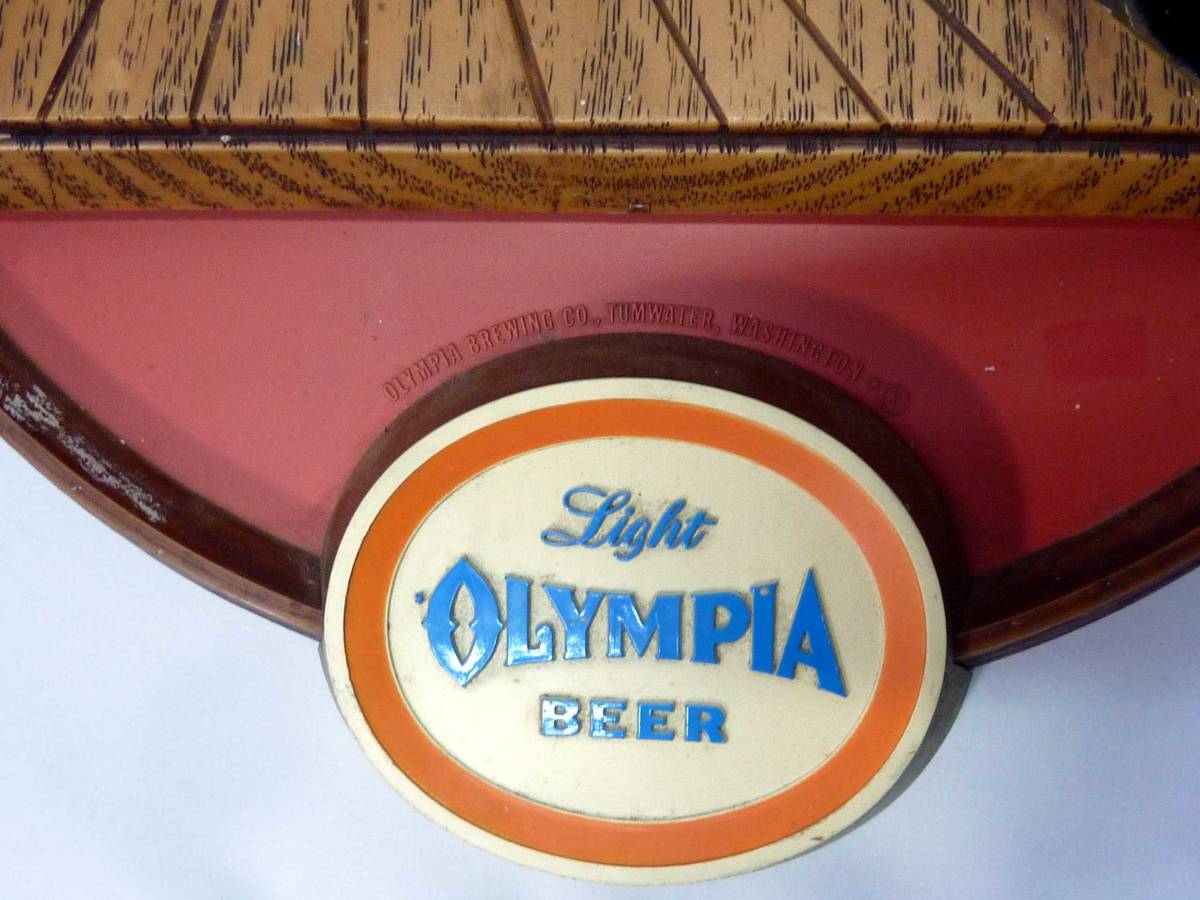 OLYMPIA BREWING CO., TUMWATER, WASHINGTON * ®
Light
OLYMPIA
BEER